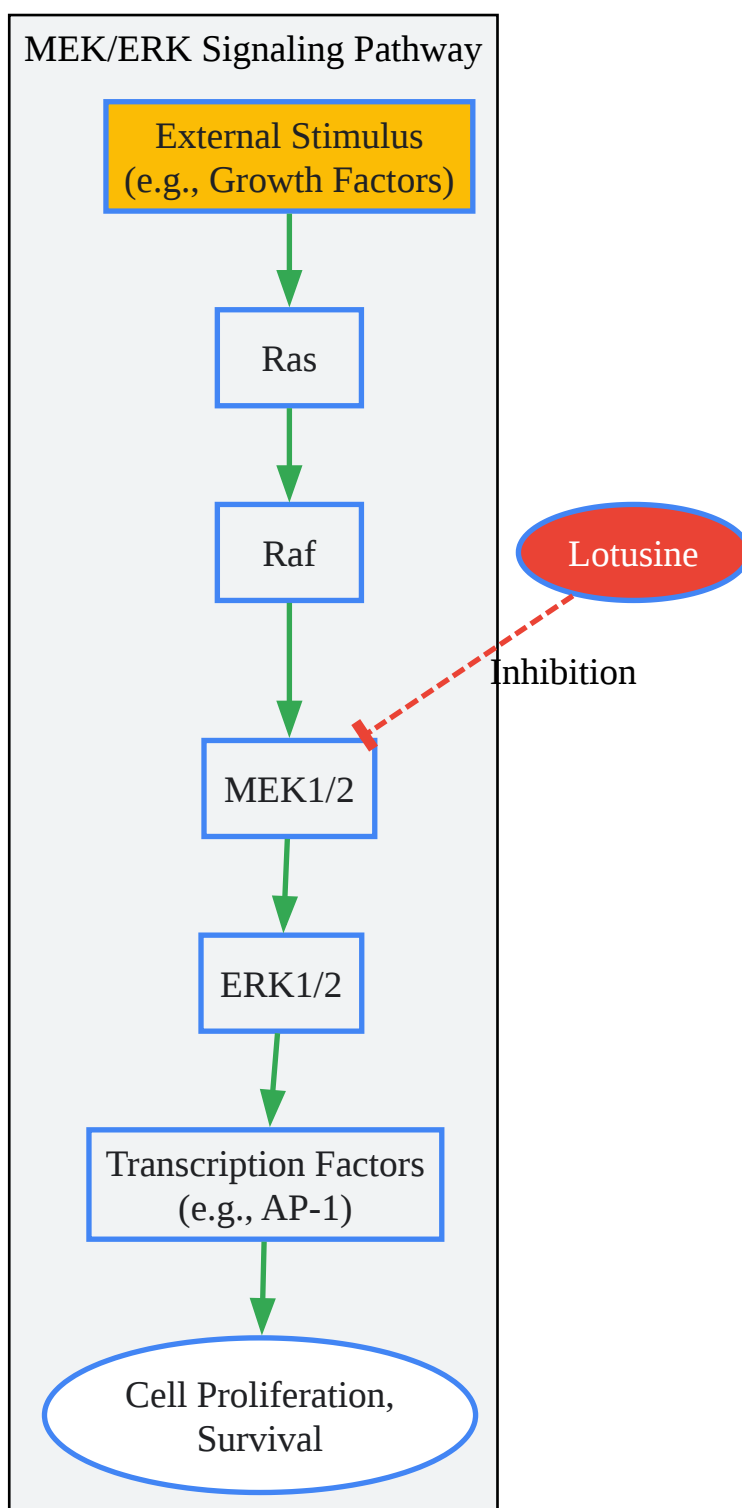 MEK/ERK Signaling Pathway
External Stimulus
(e.g., Growth Factors)
Ras
Raf
Lotusine
Inhibition
MEK1/2
ERK1/2
Transcription Factors
(e.g., AP-1)
Cell Proliferation,
Survival